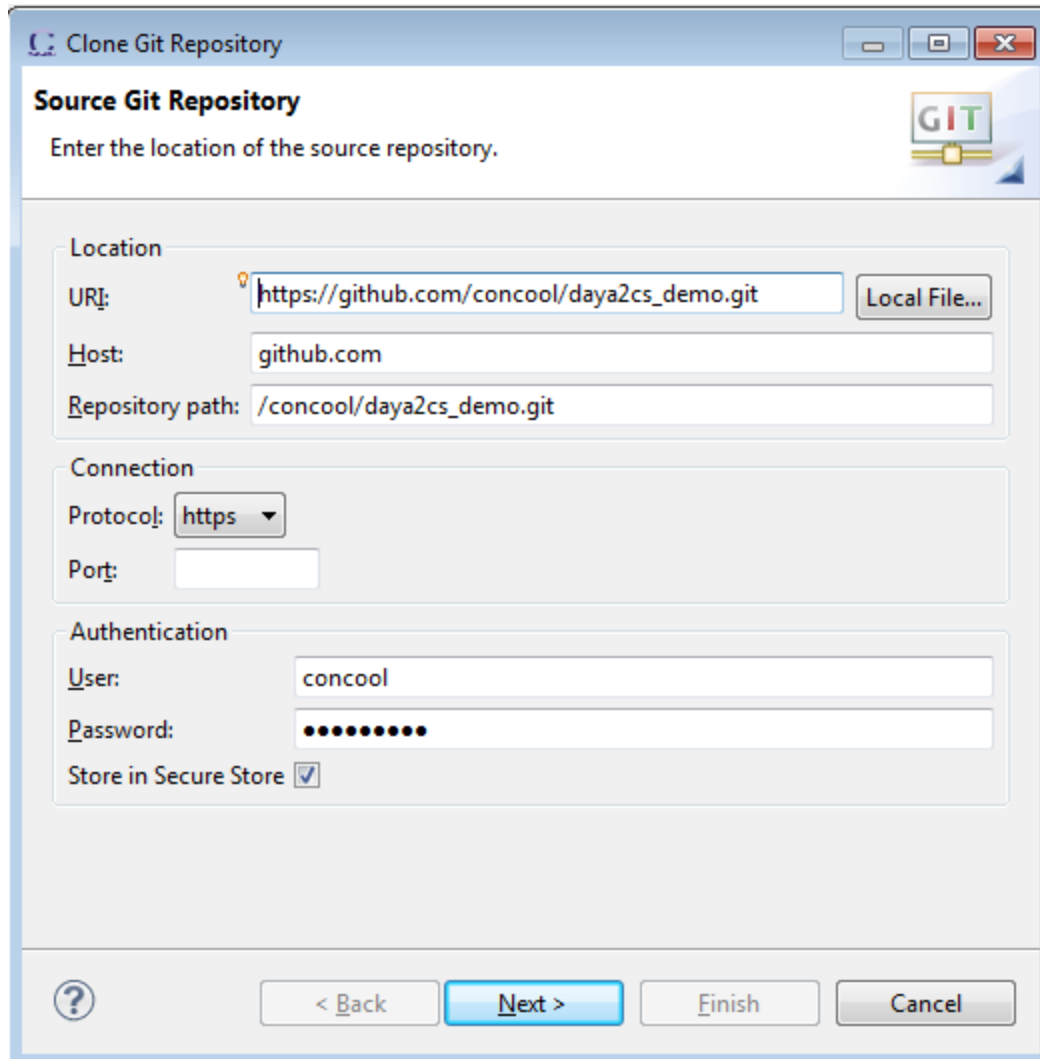 Clone Git Repository
Source Git Repository
Enter the location of the source repository.
GIT
Location
URI: https://github.com/concool/daya2cs_demo.git Local File...
Host: github.com
Repository path: /concool/daya2cs_demo.git
Connection
Protocol: https
Port:
Authentication
User: concool
Password: ●●●●●●●●●
Store in Secure Store
? < Back Next > Finish Cancel